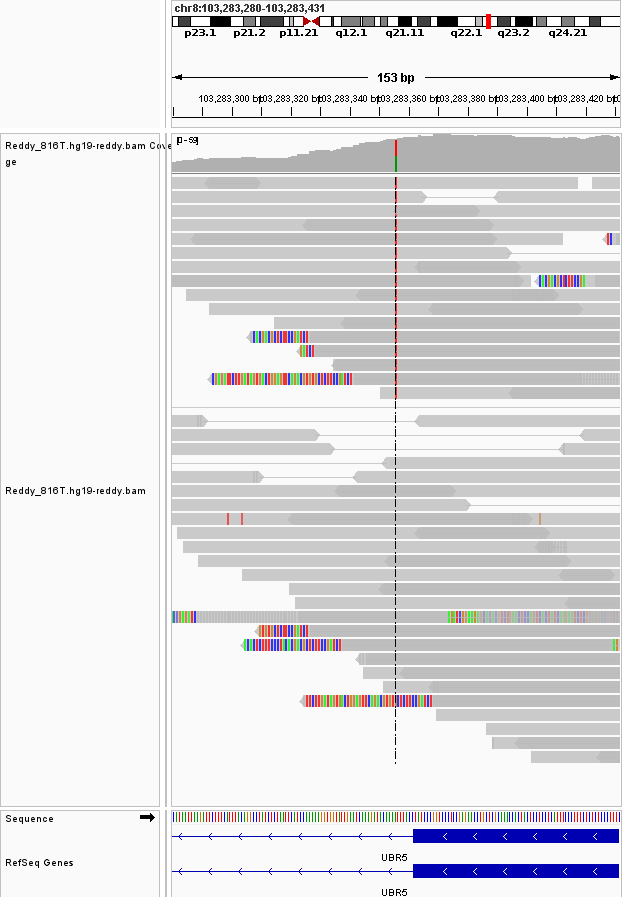 chr8:103,283,280-103,283,431
p23.1 p21.2 p11.21 q12.1 q21.11 q22.1 q23.2 q24.21
153 bp
103,283,300 bp 103,283,320 bp 103,283,340 bp 103,283,360 bp 103,283,380 bp 103,283,400 bp 103,283,420 bp
[0-59]
Reddy_816T.hg19-reddy.bam Cove
ge
Reddy_816T.hg19-reddy.bam
Sequence
UBR5
RefSeq Genes
UBR5